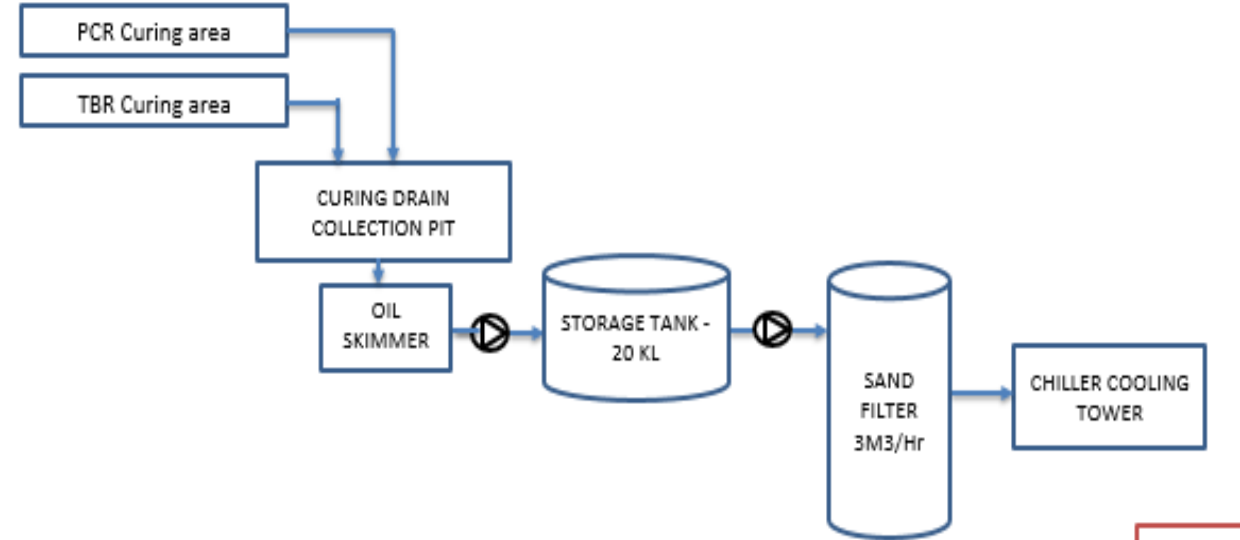 PCR Curing area
TBR Curing area
CURING DRAIN
COLLECTION PIT
OIL
SKIMMER
STORAGE TANK -
20 KL
SAND
FILTER
3M3/Hr
CHILLER COOLING
TOWER